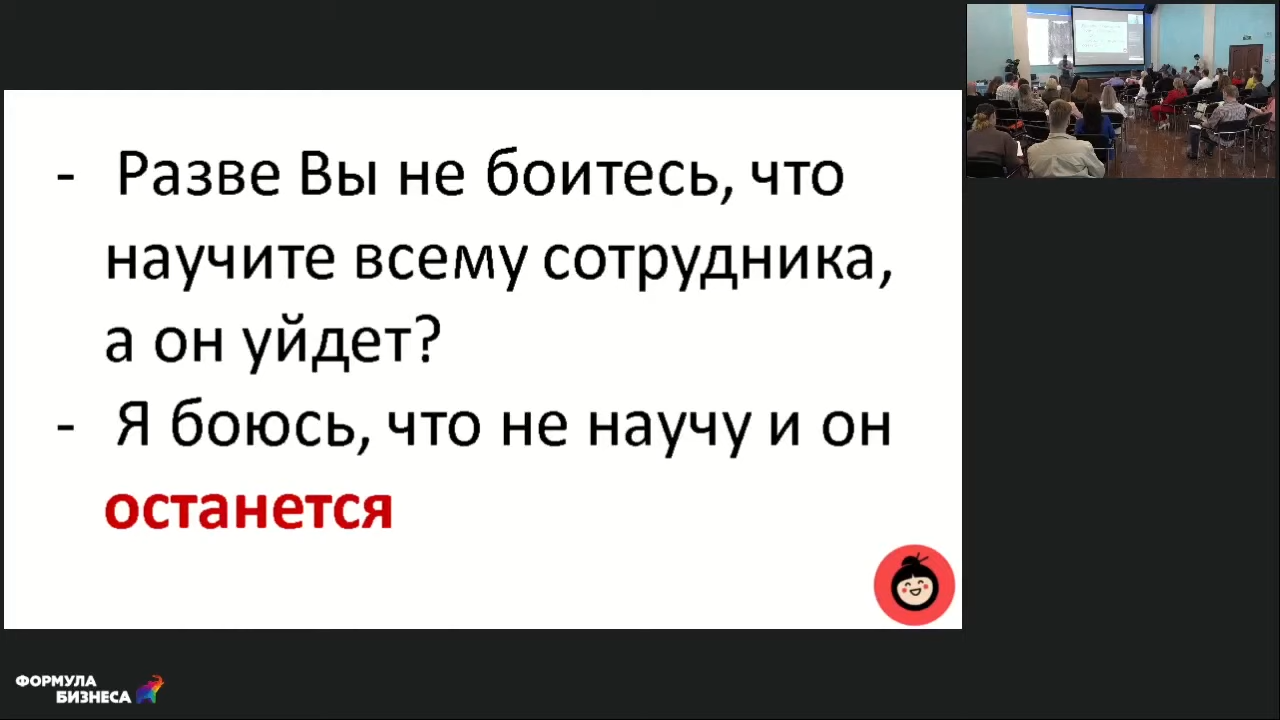 - Разве Вы не боитесь, что
научите всему сотрудника,
а он уйдет?
- Я боюсь, что не научу и он
останется
ФОРМУЛА
БИЗНЕСА